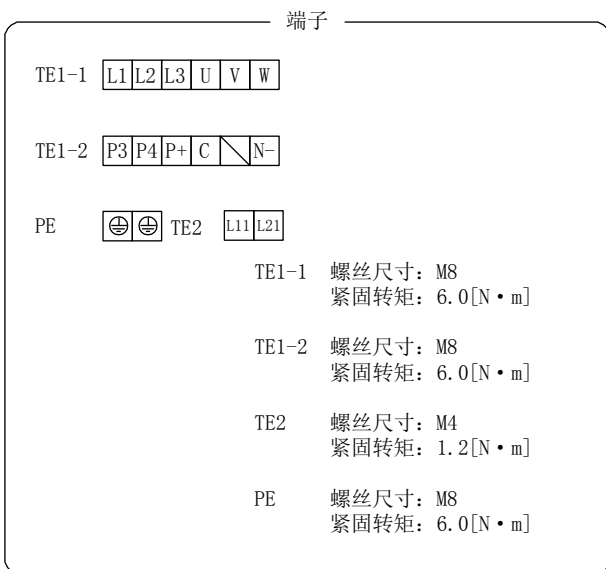 端子
TE1-1 L1 L2 L3 U V W
TE1-2 P3 P4 P+ C N-
PE TE2 L11 L21
TE1-1 螺丝尺寸：M8
紧固转矩：6.0[N·m]
TE1-2 螺丝尺寸：M8
紧固转矩：6.0[N·m]
TE2 螺丝尺寸：M4
紧固转矩：1.2[N·m]
PE 螺丝尺寸：M8
紧固转矩：6.0[N·m]